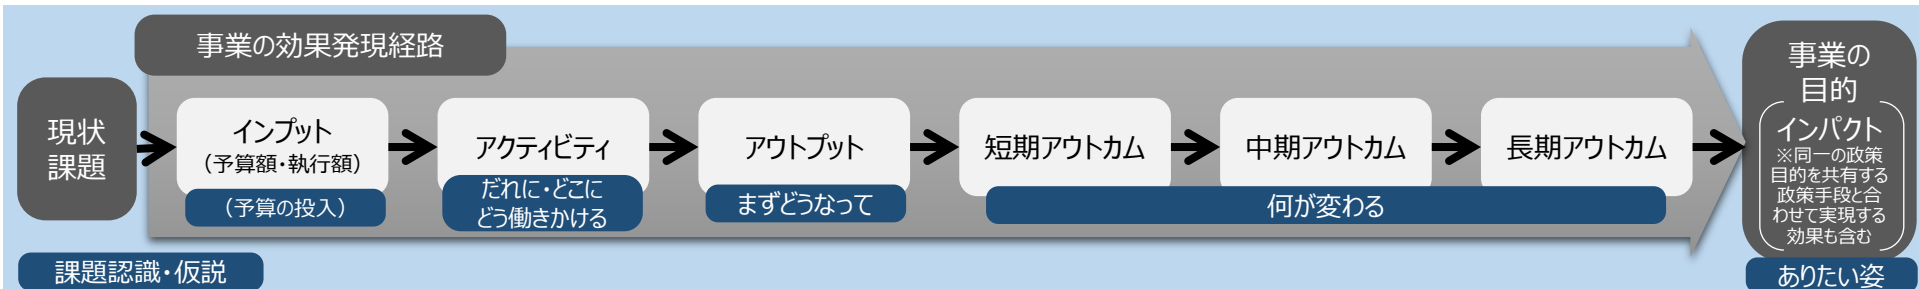 事業の効果発現経路
現状
課題
インプット
（予算額・執行額）
（予算の投入）
アクティビティ
だれに・どこに
どう働きかける
アウトプット
まずどうなって
短期アウトカム
中期アウトカム
長期アウトカム
何が変わる
事業の
目的
インパクト
※同一の政策
目的を共有する
政策手段と合
わせて実現する
効果も含む
課題認識・仮説
ありたい姿